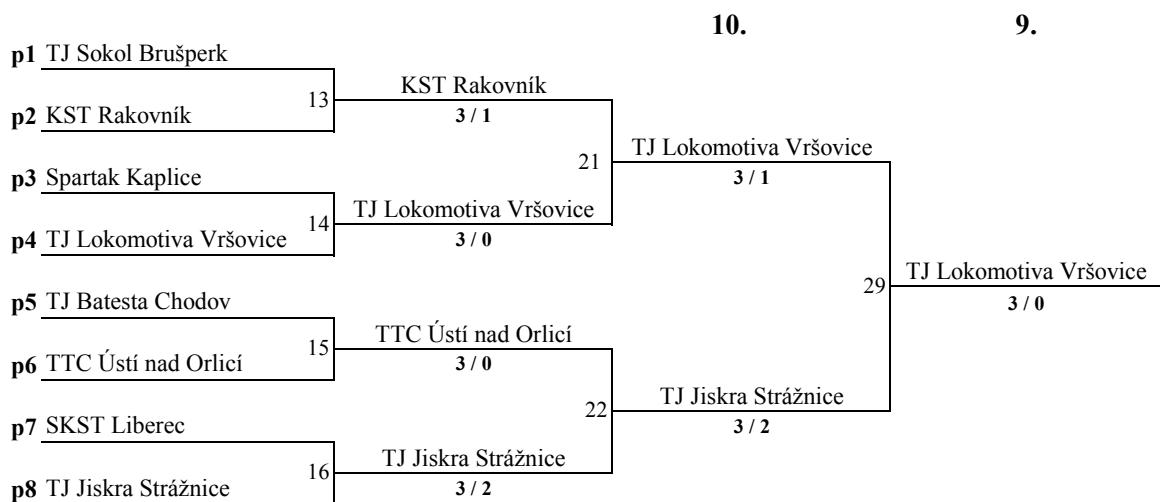 10. 9.
p1 TJ Sokol Brušperk
13 KST Rakovník
3 / 1
p2 KST Rakovník
21 TJ Lokomotiva Vršovice
3 / 1
p3 Spartak Kaplice
14 TJ Lokomotiva Vršovice
3 / 0
p4 TJ Lokomotiva Vršovice
29 TJ Lokomotiva Vršovice
3 / 0
p5 TJ Batesta Chodov
15 TTC Ústí nad Orlicí
3 / 0
p6 TTC Ústí nad Orlicí
22 TJ Jiskra Strážnice
3 / 2
p7 SKST Liberec
16 TJ Jiskra Strážnice
3 / 2
p8 TJ Jiskra Strážnice